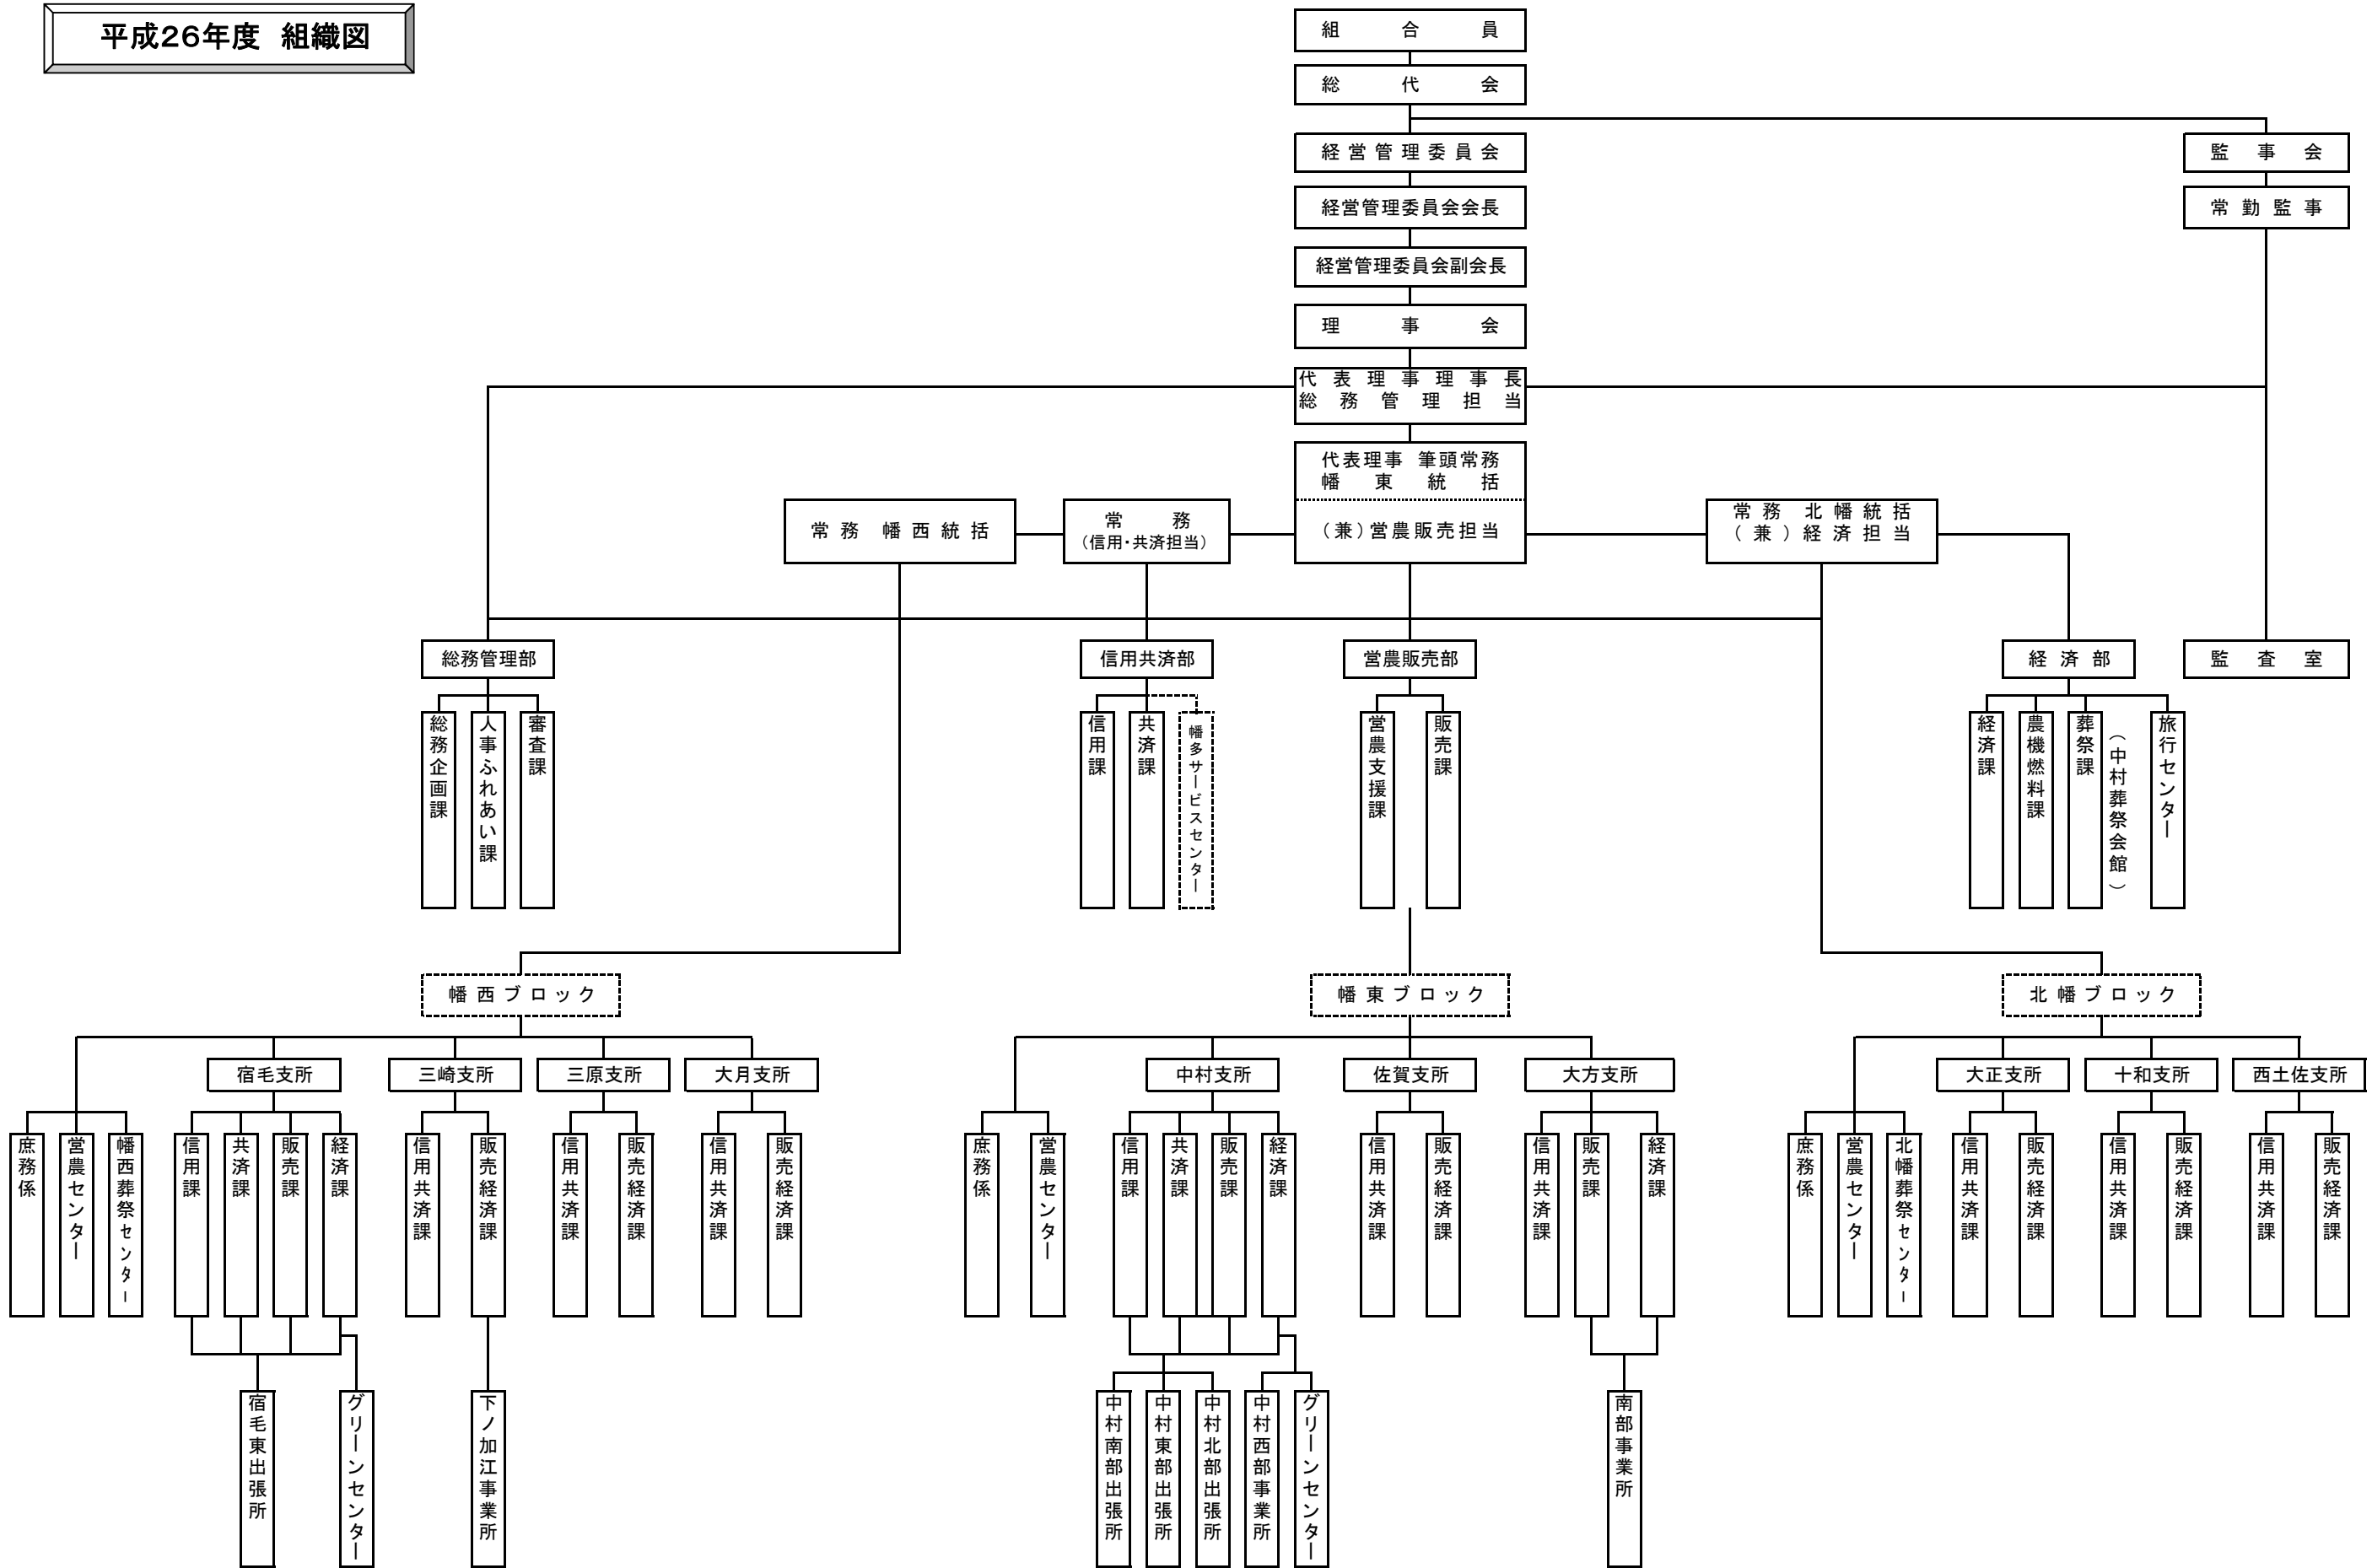 平成26年度 組織図
組合員
総代会
経営管理委員会
監事会
経営管理委員会会長
常勤監事
経営管理委員会副会長
理事会
代表理事理事長
総務管理担当
代表理事 筆頭常務
幡東統括
(兼)営農販売担当
常務 幡西統括
常務
(信用・共済担当)
常務 北幡統括
(兼)経済担当
総務管理部
信用共済部
営農販売部
経済部
監査室
総務企画課
人事ふれあい課
審査課
信用課
共済課
幡多サービスセンター
営農支援課
販売課
経済課
農機燃料課
葬祭課
(中村葬祭会館)
旅行センター
幡西ブロック
幡東ブロック
北幡ブロック
宿毛支所
三崎支所
三原支所
大月支所
中村支所
佐賀支所
大方支所
大正支所
十和支所
西土佐支所
庶務係
営農センター
幡西葬祭センター
信用課
共済課
販売課
経済課
信用共済課
販売経済課
信用共済課
販売経済課
信用共済課
販売経済課
庶務係
営農センター
信用課
共済課
販売課
経済課
信用共済課
販売経済課
信用共済課
販売課
経済課
庶務係
営農センター
北幡葬祭センター
信用共済課
販売経済課
信用共済課
販売経済課
信用共済課
販売経済課
宿毛東出張所
グリーンセンター
下ノ加江事業所
中村南部出張所
中村東部出張所
中村北部出張所
中村西部事業所
グリーンセンター
南部事業所